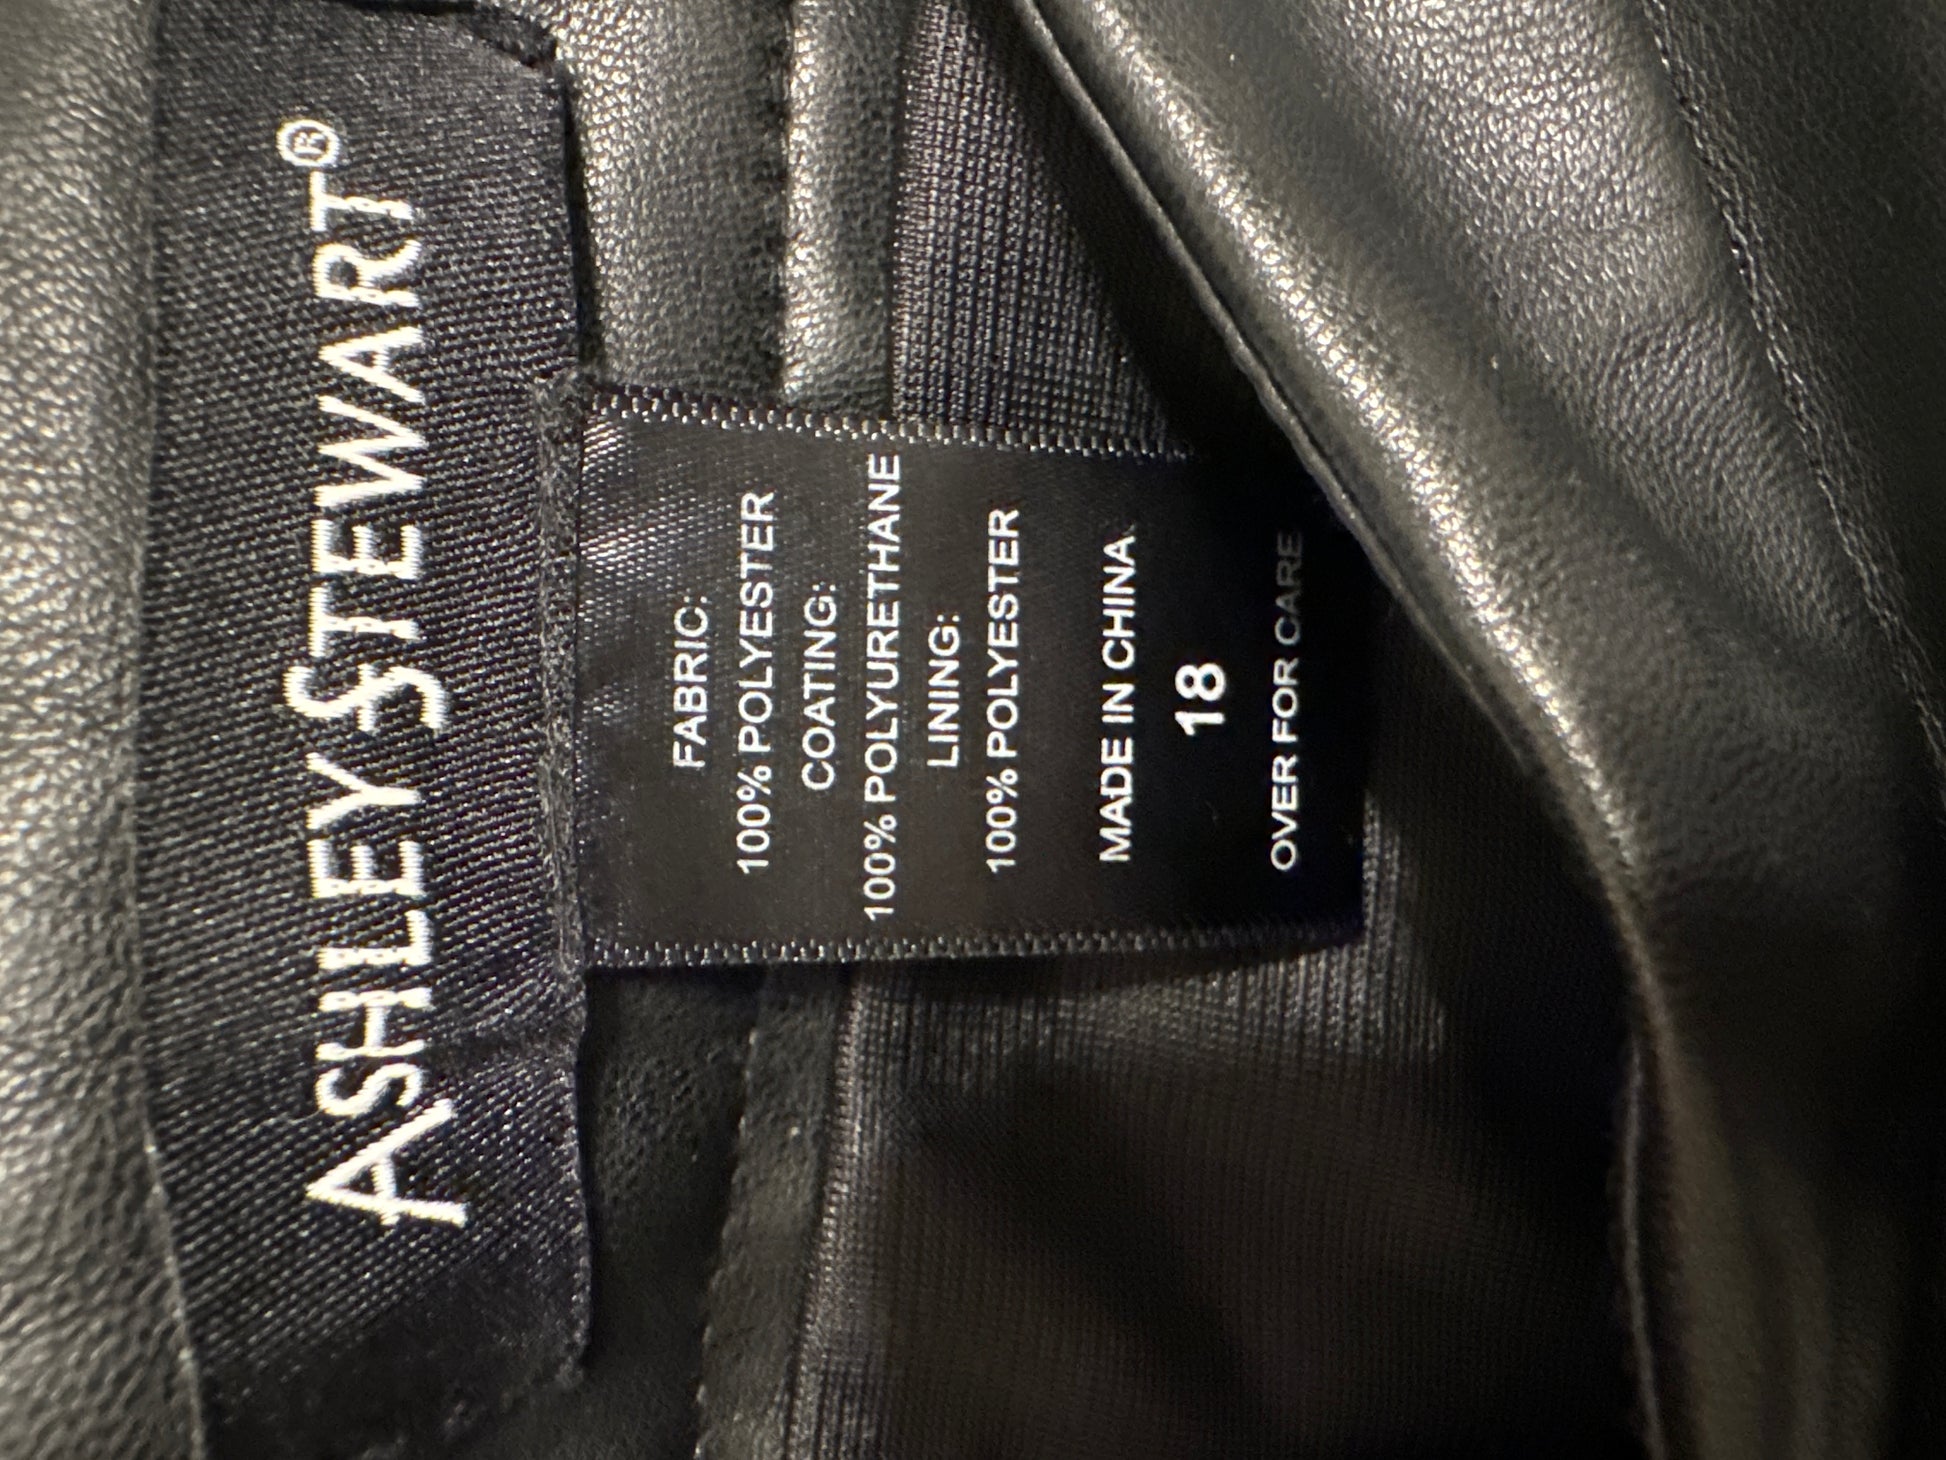 ASHLEY STEWART®
FABRIC:
100% POLYESTER
COATING:
100% POLYURETHANE
LINING:
100% POLYESTER
MADE IN CHINA
18
OVER FOR CARE